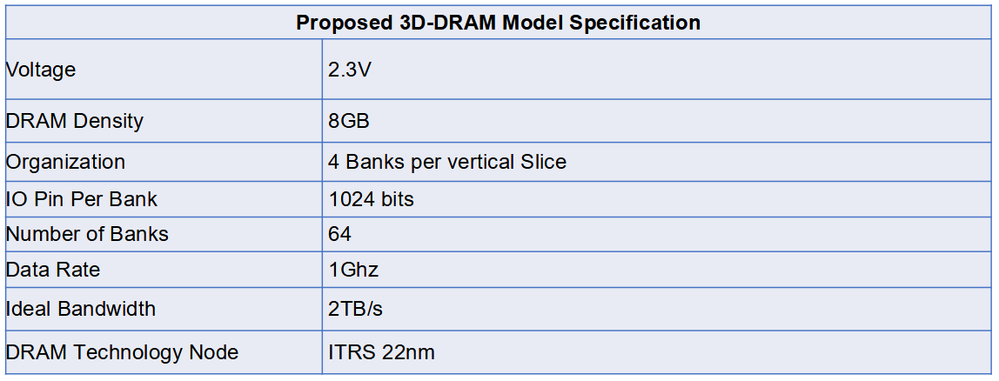 Proposed 3D-DRAM Model Specification
Voltage 2.3V
DRAM Density 8GB
Organization 4 Banks per vertical Slice
IO Pin Per Bank 1024 bits
Number of Banks 64
Data Rate 1Ghz
Ideal Bandwidth 2TB/s
DRAM Technology Node ITRS 22nm